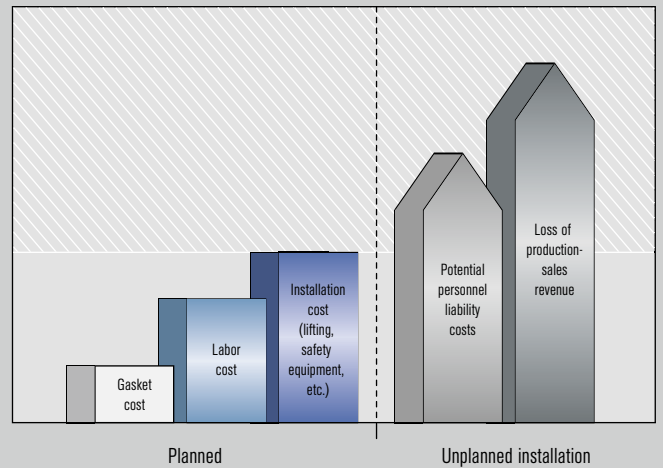 Gasket
cost
Labor
cost
Installation
cost
(lifting,
safety
equipment,
etc.)
Potential
personnel
liability
costs
Loss of
production-
sales
revenue
Planned
Unplanned installation